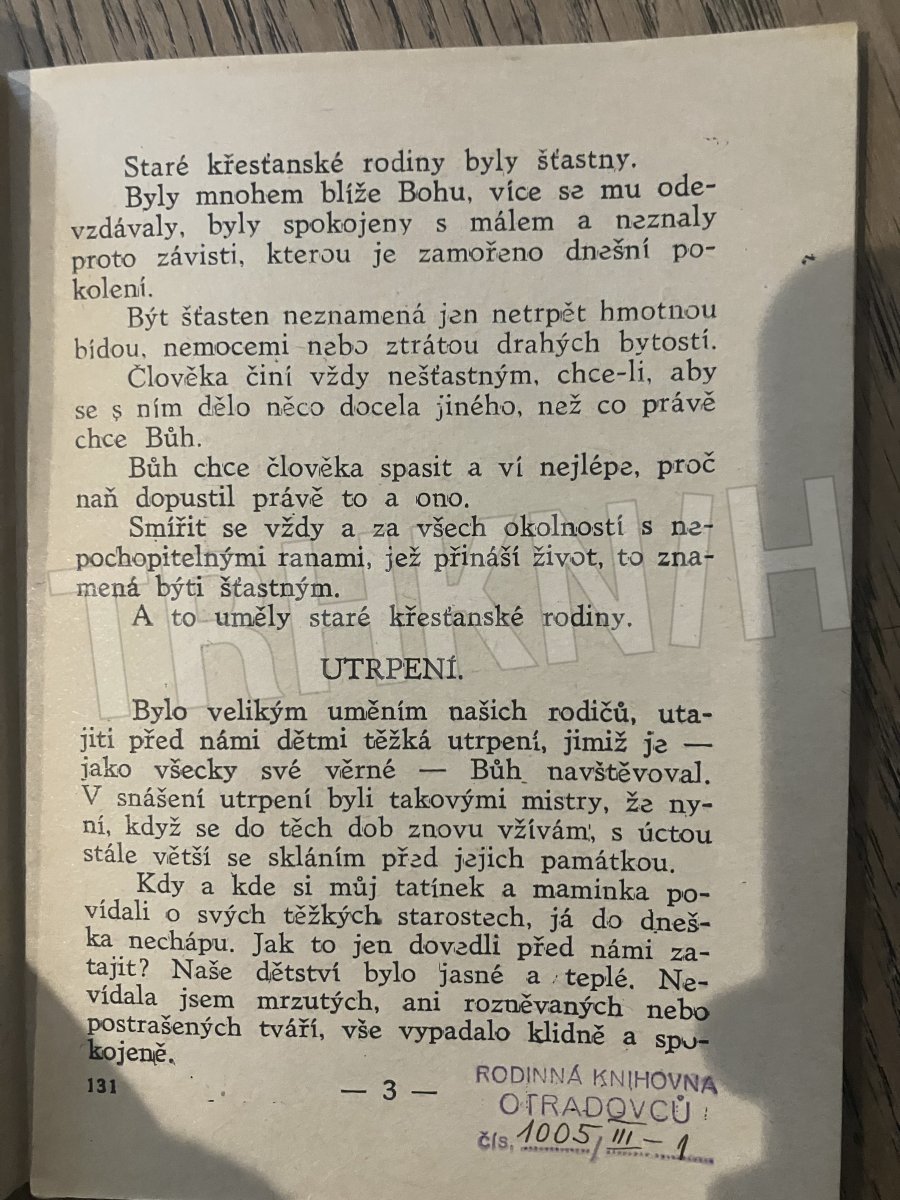 Staré křesťanské rodiny byly šťastny.
Byly mnohem blíže Bohu, více se mu ode-
vzdávaly, byly spokojeny s málem a neznaly
proto závisti, kterou je zamořeno dnešní po-
kolení.
Být šťasten neznamená jen netrpět hmotnou
bídou, nemocemi nebo ztrátou drahých bytostí.
Člověka činí vždy nešťastným, chce-li, aby
se s ním dělo něco docela jiného, než co právě
chce Bůh.
Bůh chce člověka spasit a ví nejlépe, proč
naň dopustil právě to a ono.
Smířit se vždy a za všech okolností s ne-
pochopitelnými ranami, jež přináší život, to zna-
mená býti šťastným.
A to uměly staré křesťanské rodiny.
UTRPENÍ.
Bylo velikým uměním našich rodičů, uta-
jiti před námi dětmi těžká utrpení, jimiž je —
jako všecky své věrné — Bůh navštěvoval.
V snášení utrpení byli takovými mistry, že ny-
ní, když se do těch dob znovu vžívám, s úctou
stále větší se skláním před jejich památkou.
Kdy a kde si můj tatínek a maminka po-
vídali o svých těžkých starostech, já do dneš-
ka nechápu. Jak to jen dovedli před námi za-
tajit? Naše dětství bylo jasné a teplé. Ne-
vídala jsem mrzutých, ani rozněvaných nebo
postrašených tváří, vše vypadalo klidně a spo-
kojeně.
131
— 3 —
RODINNÁ KNIHOVNA
OTRADOVCŮ
čís. 1005/III-1
TRHKNIH